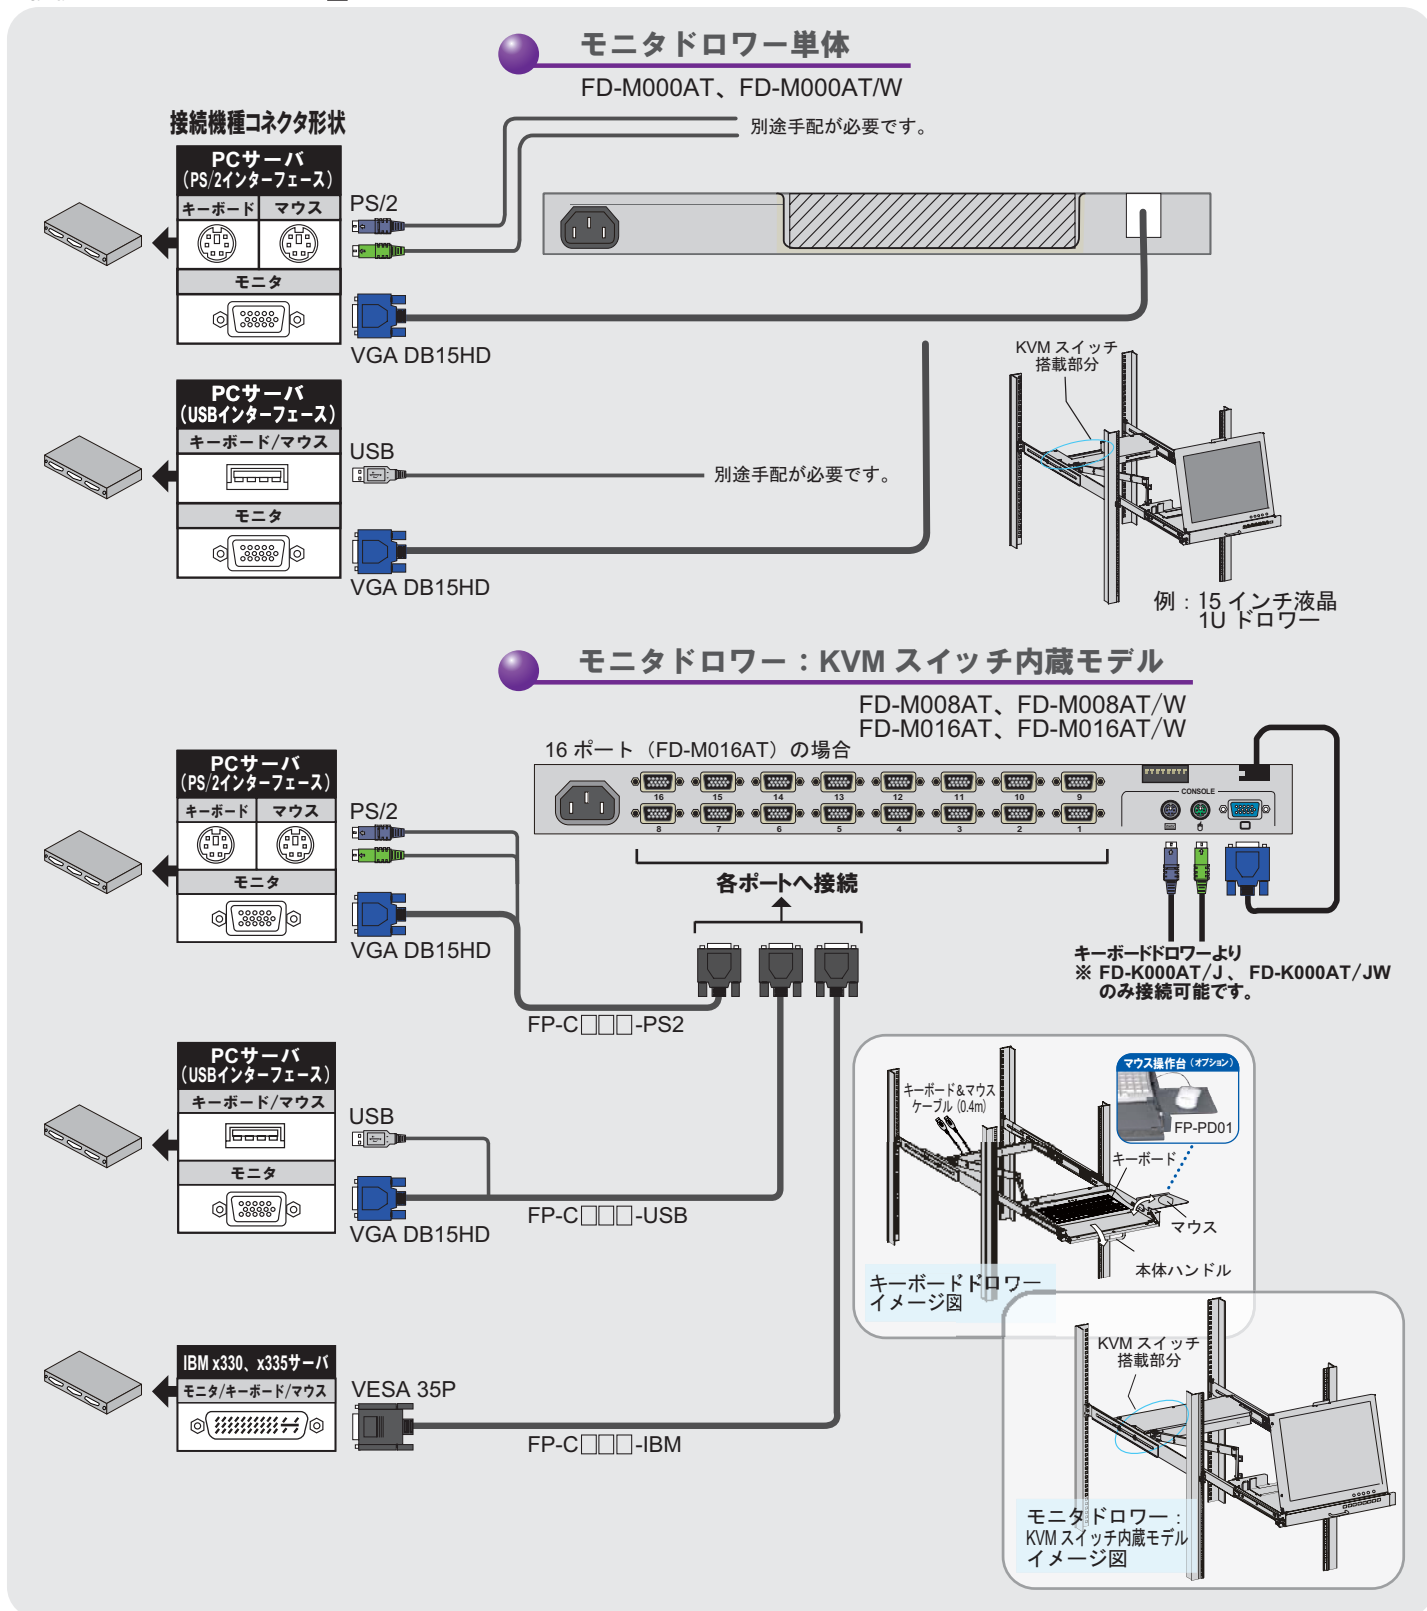 モニタドロワー単体
FD-M000AT、FD-M000AT/W
別途手配が必要です。
接続機種コネクタ形状
PCサーバ
（PS/2インターフェース）
キーボード マウス
モニタ
PS/2
VGA DB15HD
PCサーバ
（USBインターフェース）
キーボード/マウス
モニタ
USB
別途手配が必要です。
VGA DB15HD
KVM スイッチ
搭載部分
例：15 インチ液晶
1U ドロワー
モニタドロワー：KVM スイッチ内蔵モデル
FD-M008AT、FD-M008AT/W
FD-M016AT、FD-M016AT/W
16 ポート（FD-M016AT）の場合
16 15 14 13 12 11 10 9
8 7 6 5 4 3 2 1
CONSOLE
各ポートへ接続
キーボードドロワーより
※ FD-K000AT/J 、 FD-K000AT/JW
のみ接続可能です。
PCサーバ
（PS/2インターフェース）
キーボード マウス
モニタ
PS/2
VGA DB15HD
FP-C□□□-PS2
PCサーバ
（USBインターフェース）
キーボード/マウス
モニタ
USB
VGA DB15HD
FP-C□□□-USB
IBM x330、x335サーバ
モニタ/キーボード/マウス
VESA 35P
FP-C□□□-IBM
キーボード&マウス
ケーブル（0.4m）
マウス操作台（オプション）
FP-PD01
キーボード
マウス
本体ハンドル
キーボードドロワー
イメージ図
KVM スイッチ
搭載部分
モニタドロワー：
KVM スイッチ内蔵モデル
イメージ図